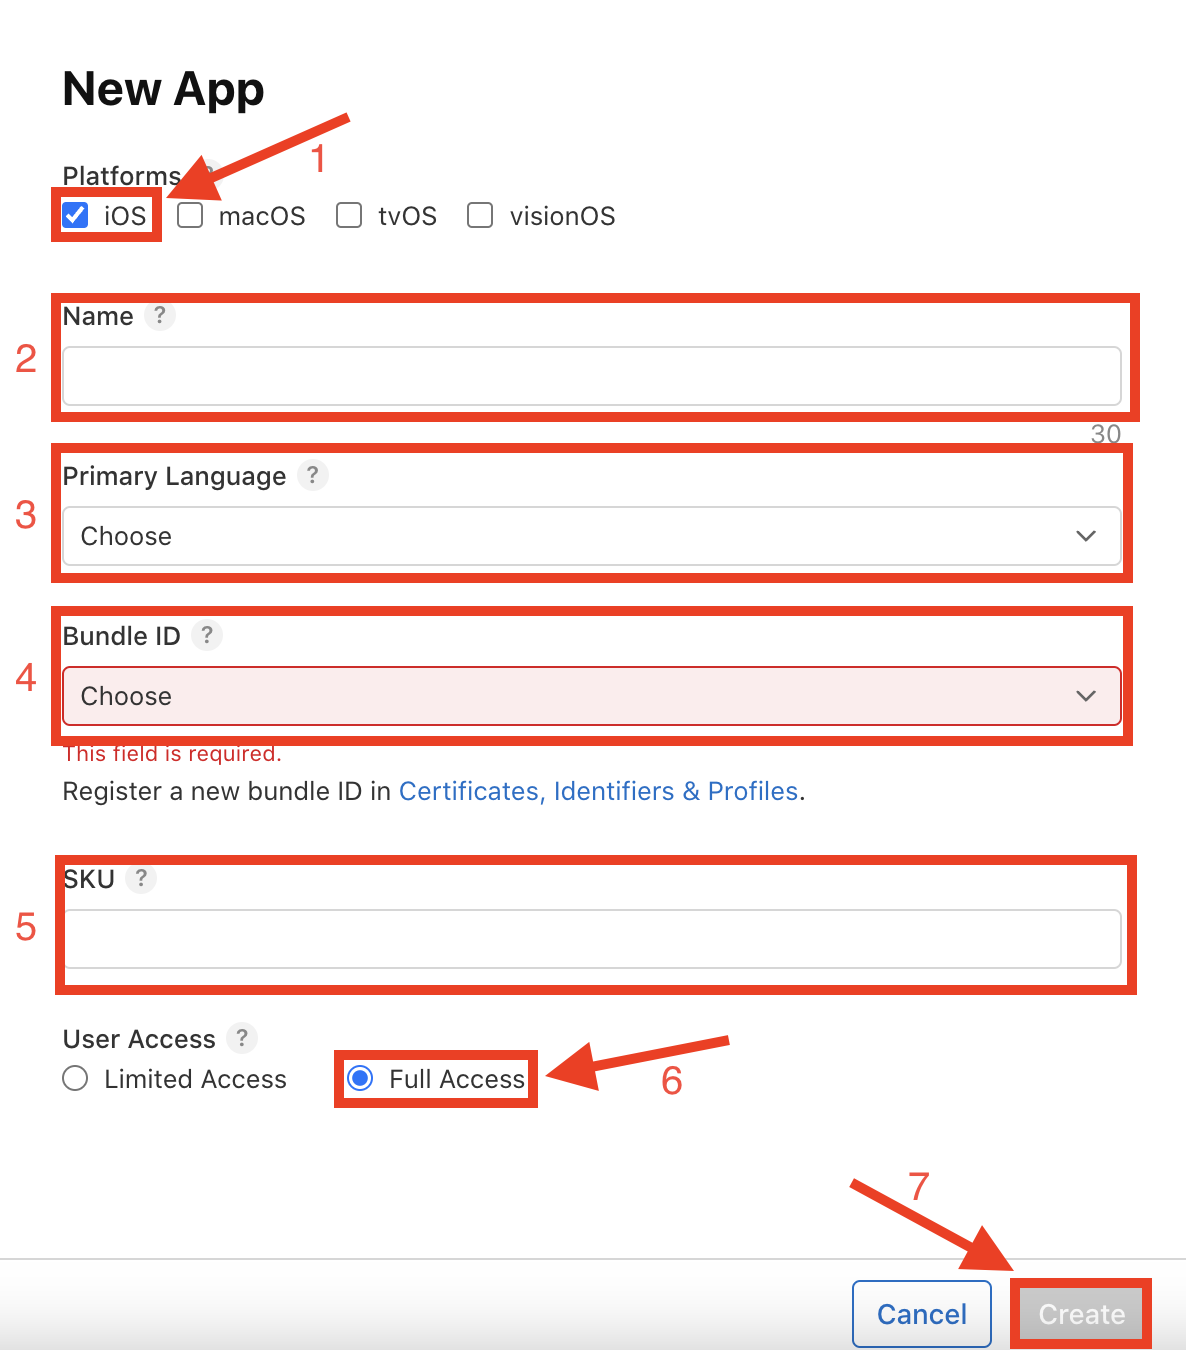 New App
1
Platforms ?
iOS macOS tvOS visionOS
Name ?
2
30
Primary Language ?
3
Choose
Bundle ID ?
4
Choose
This field is required.
Register a new bundle ID in Certificates, Identifiers & Profiles.
SKU ?
5
User Access ?
Limited Access Full Access
6
7
Cancel Create